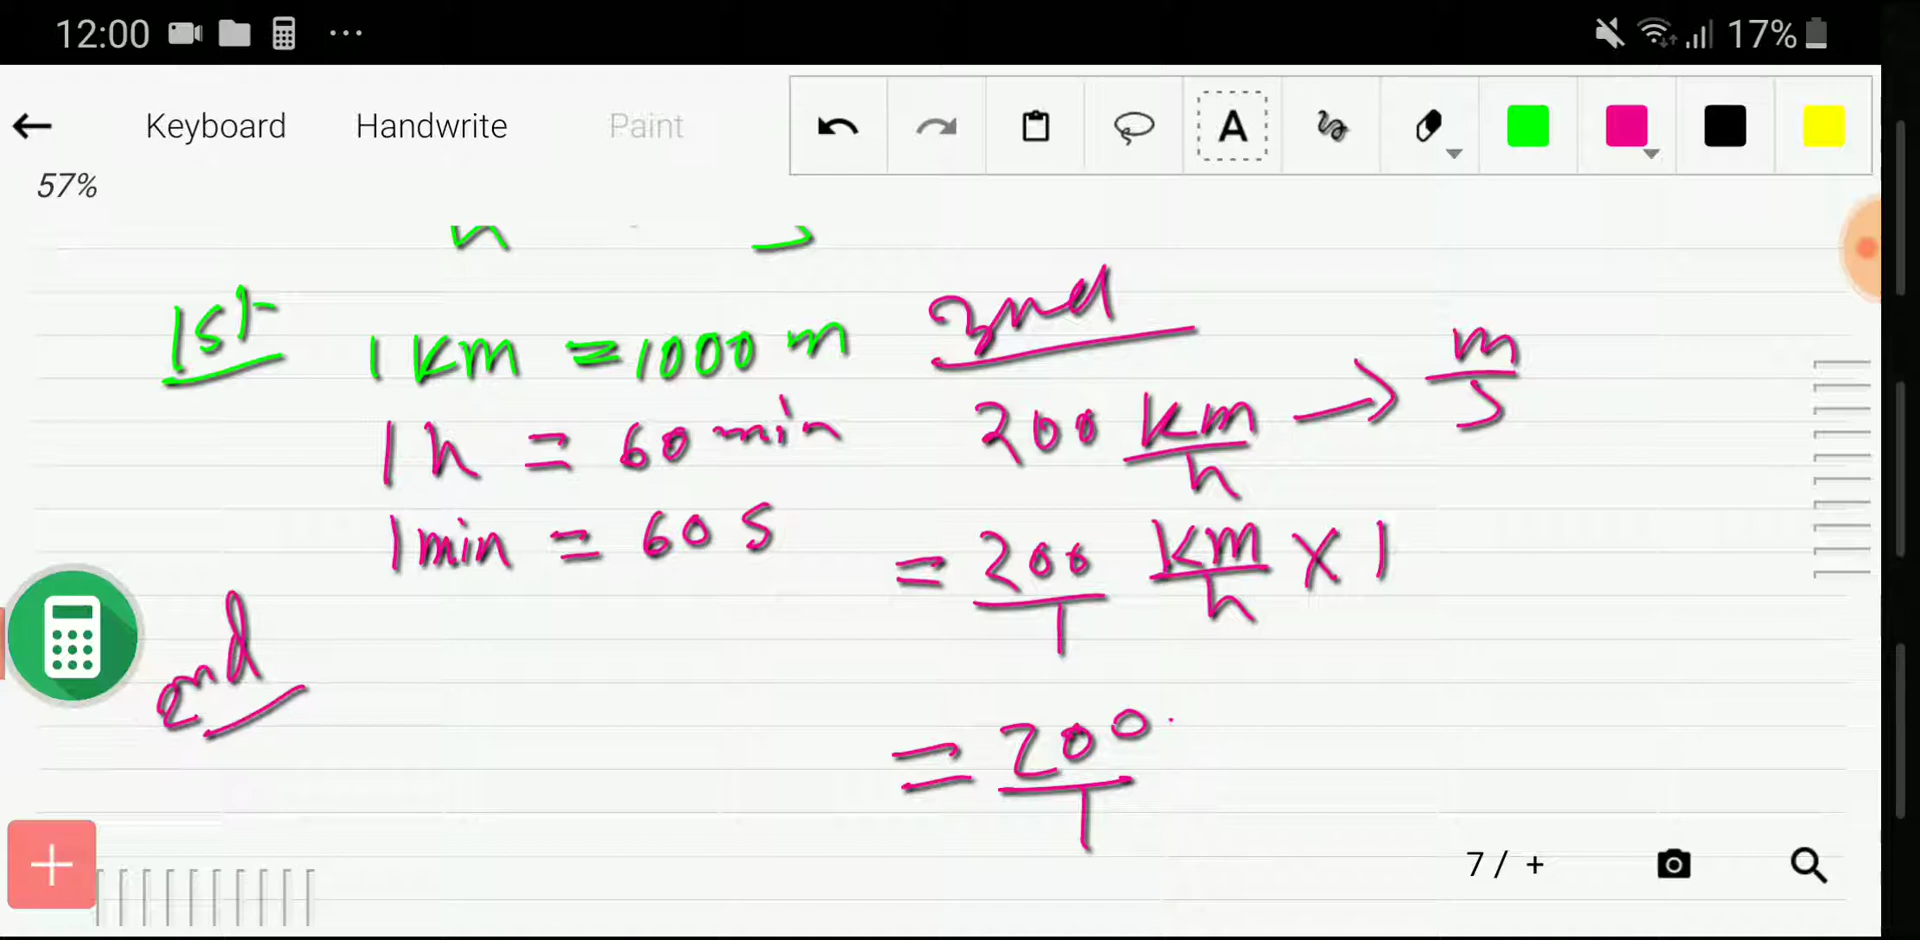 12:00 ... 17%
Keyboard Handwrite Paint A
57%
1st
1 km = 1000 m
1 h = 60 min
1 min = 60 s
2nd
2nd
200 km/h → m/s
= 200/1 km/h × 1
= 200/1
7 / +